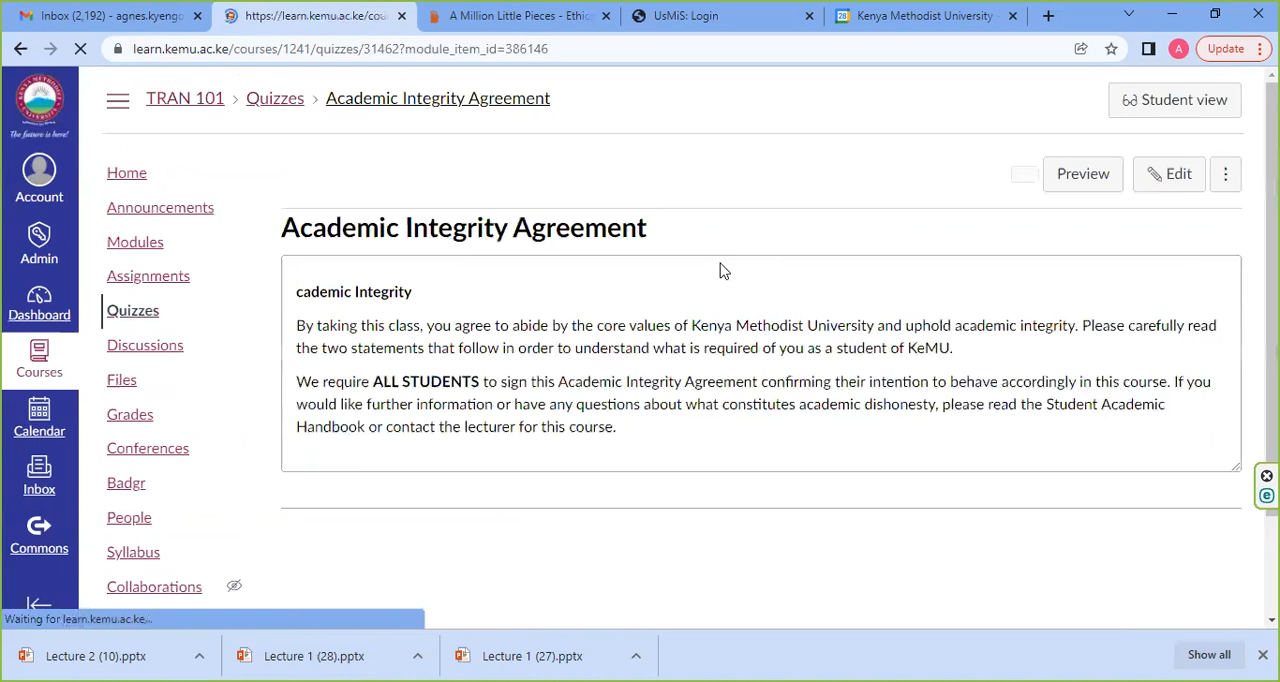 Inbox (2,192) - agnes.kyengo
https://learn.kemu.ac.ke/cou
A Million Little Pieces - Ethic
UsMiS: Login
28 Kenya Methodist University
learn.kemu.ac.ke/courses/1241/quizzes/31462?module_item_id=386146
A
Update
The future is here!
Account
Admin
Dashboard
Courses
Calendar
Inbox
Commons
TRAN 101 › Quizzes › Academic Integrity Agreement
Student view
Home
Announcements
Modules
Assignments
Quizzes
Discussions
Files
Grades
Conferences
Badgr
People
Syllabus
Collaborations
Preview
Edit
Academic Integrity Agreement
cademic Integrity
By taking this class, you agree to abide by the core values of Kenya Methodist University and uphold academic integrity. Please carefully read
the two statements that follow in order to understand what is required of you as a student of KeMU.
We require ALL STUDENTS to sign this Academic Integrity Agreement confirming their intention to behave accordingly in this course. If you
would like further information or have any questions about what constitutes academic dishonesty, please read the Student Academic
Handbook or contact the lecturer for this course.
Waiting for learn.kemu.ac.ke...
Lecture 2 (10).pptx
Lecture 1 (28).pptx
Lecture 1 (27).pptx
Show all